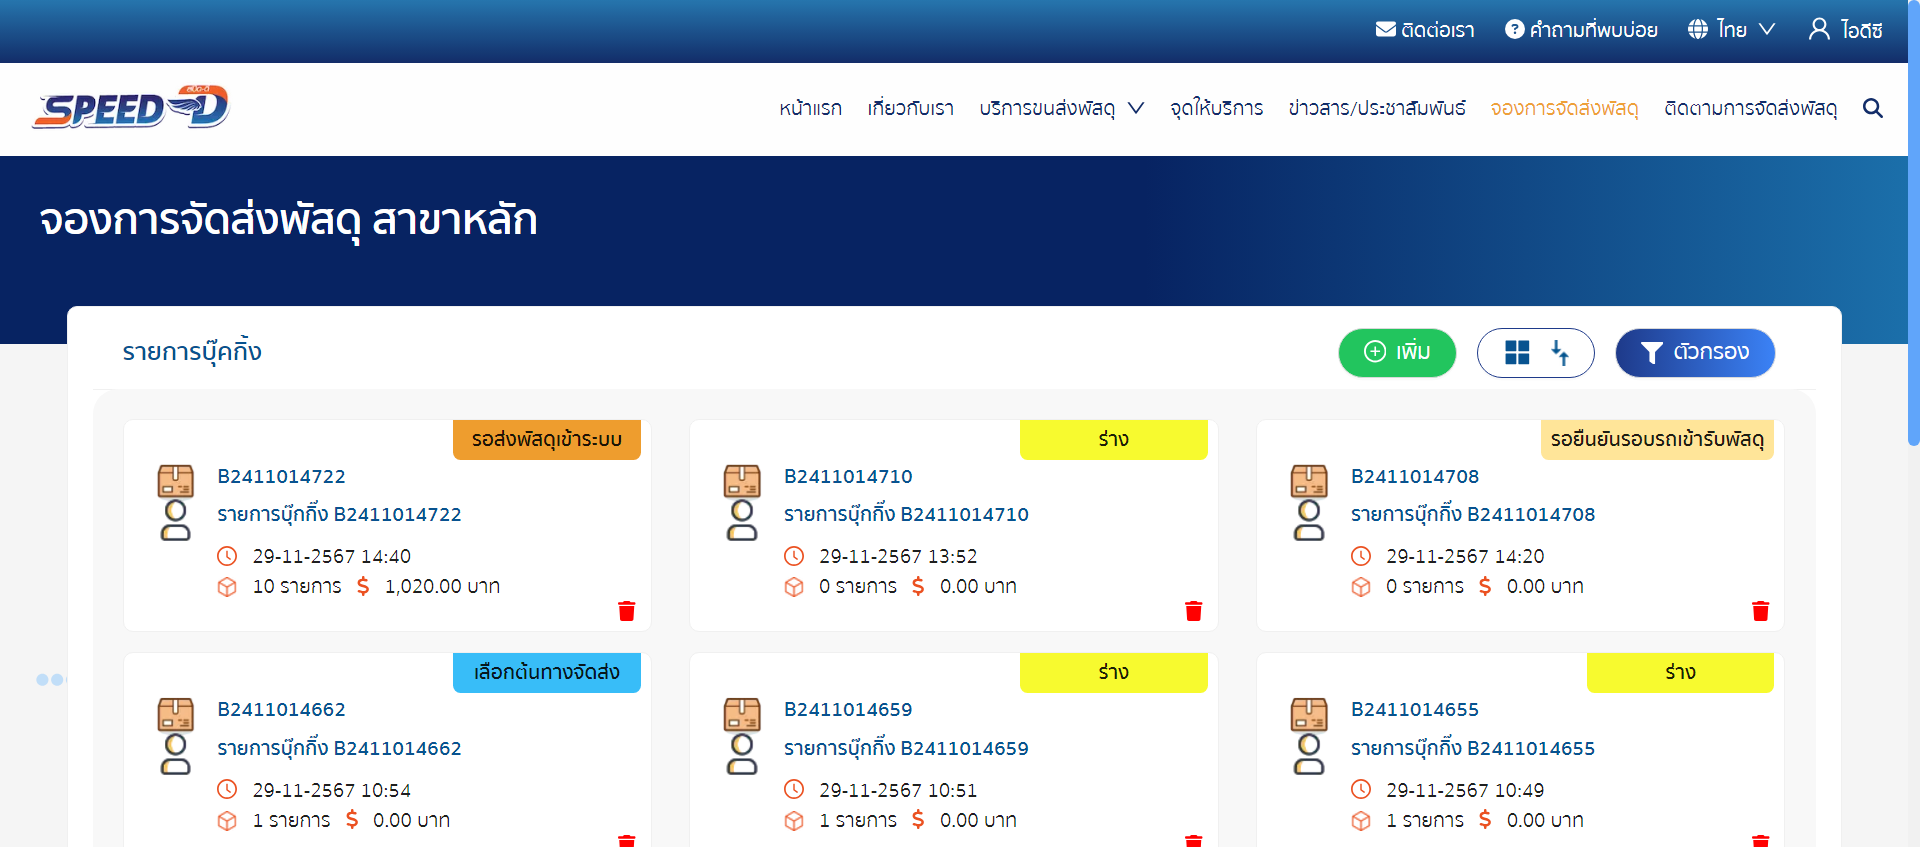 ติดต่อเรา คำถามที่พบบ่อย ไทย ไอดีซี
สปีด-ดี
SPEED-D
หน้าแรก เกี่ยวกับเรา บริการขนส่งพัสดุ จุดให้บริการ ข่าวสาร/ประชาสัมพันธ์ จองการจัดส่งพัสดุ ติดตามการจัดส่งพัสดุ
จองการจัดส่งพัสดุ สาขาหลัก
รายการบุ๊คกิ้ง เพิ่ม ตัวกรอง
รอส่งพัสดุเข้าระบบ
B2411014722
รายการบุ๊กกิ้ง B2411014722
29-11-2567 14:40
10 รายการ $ 1,020.00 บาท
ร่าง
B2411014710
รายการบุ๊กกิ้ง B2411014710
29-11-2567 13:52
0 รายการ $ 0.00 บาท
รอยืนยันรอบรถเข้ารับพัสดุ
B2411014708
รายการบุ๊กกิ้ง B2411014708
29-11-2567 14:20
0 รายการ $ 0.00 บาท
เลือกต้นทางจัดส่ง
B2411014662
รายการบุ๊กกิ้ง B2411014662
29-11-2567 10:54
1 รายการ $ 0.00 บาท
ร่าง
B2411014659
รายการบุ๊กกิ้ง B2411014659
29-11-2567 10:51
1 รายการ $ 0.00 บาท
ร่าง
B2411014655
รายการบุ๊กกิ้ง B2411014655
29-11-2567 10:49
1 รายการ $ 0.00 บาท